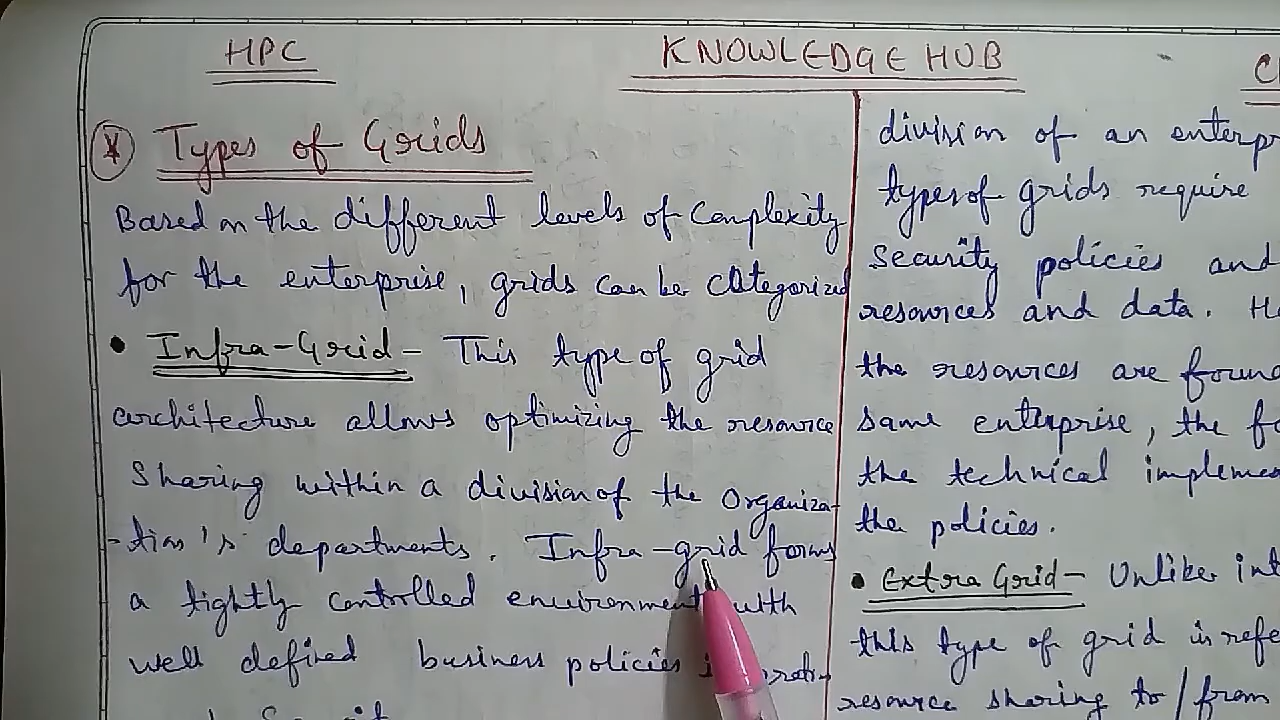 HPC
KNOWLEDGE HUB
C
Types of Grids
Based on the different levels of Complexity
for the enterprise, grids can be categorized
• Infra-Grid - This type of grid
architecture allows optimizing the resource
Sharing within a division of the Organiza-
-tion's departments. Infra-grid forms
a tightly controlled environment with
well defined business policies
division of an enterp
types of grids require
Security policies and
resources and data. H
the resources are found
same enterprise, the fo
the technical impleme
the policies.
• Extra Grid - Unlike int
this type of grid is refe
resource sharing to/from